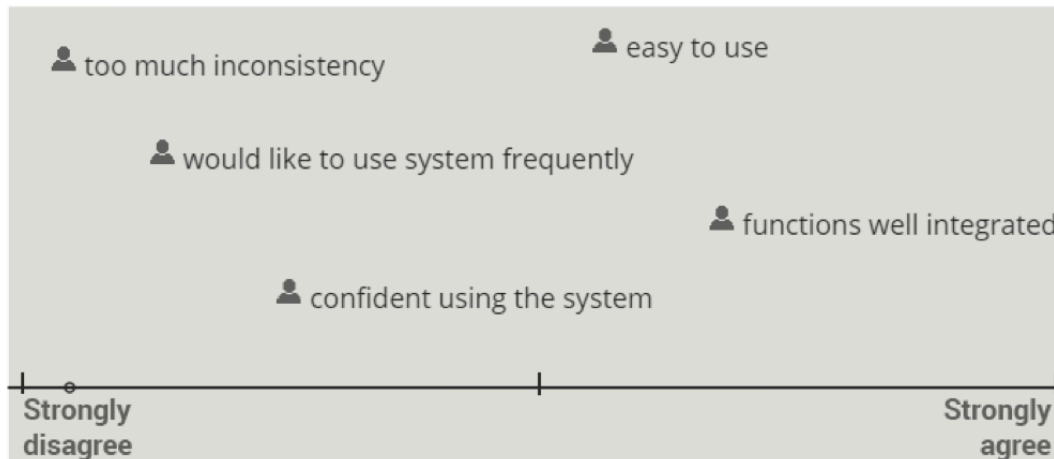 easy to use
too much inconsistency
would like to use system frequently
functions well integrated
confident using the system
Strongly
disagree
Strongly
agree